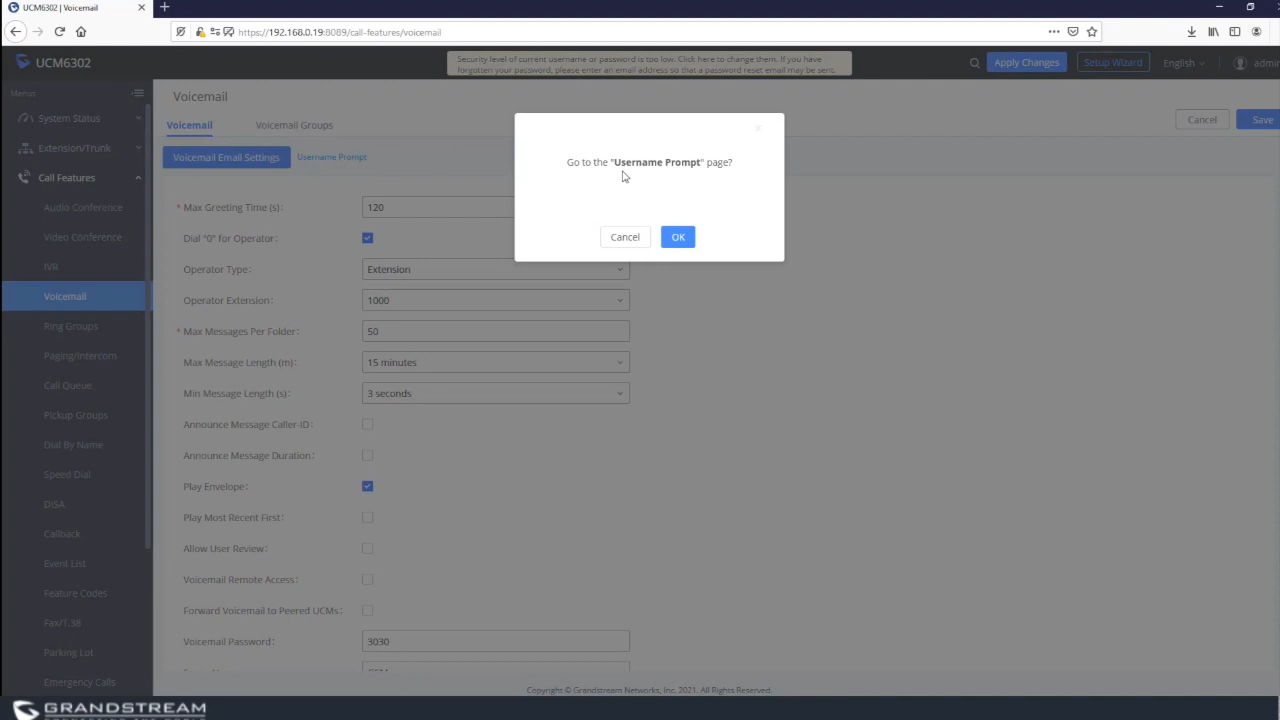 UCM6302 | Voicemail
https://192.168.0.19:8089/call-features/voicemail
UCM6302
Security level of current username or password is too low. Click here to change them. If you have
forgotten your password, please enter an email address so that a password reset email may be sent.
Apply Changes
Setup Wizard
English
admin
Menus
System Status
Extension/Trunk
Call Features
Audio Conference
Video Conference
IVR
Voicemail
Ring Groups
Paging/Intercom
Call Queue
Pickup Groups
Dial By Name
Speed Dial
DISA
Callback
Event List
Feature Codes
Fax/T.38
Parking Lot
Emergency Calls
Voicemail
Voicemail
Voicemail Groups
Cancel
Save
Voicemail Email Settings
Username Prompt
Go to the "Username Prompt" page?
Cancel
OK
* Max Greeting Time (s):
120
Dial "0" for Operator:
Operator Type:
Extension
Operator Extension:
1000
* Max Messages Per Folder:
50
Max Message Length (m):
15 minutes
Min Message Length (s):
3 seconds
Announce Message Caller-ID:
Announce Message Duration:
Play Envelope:
Play Most Recent First:
Allow User Review:
Voicemail Remote Access:
Forward Voicemail to Peered UCMs:
Voicemail Password:
3030
Copyright © Grandstream Networks, Inc. 2021. All Rights Reserved.
GRANDSTREAM